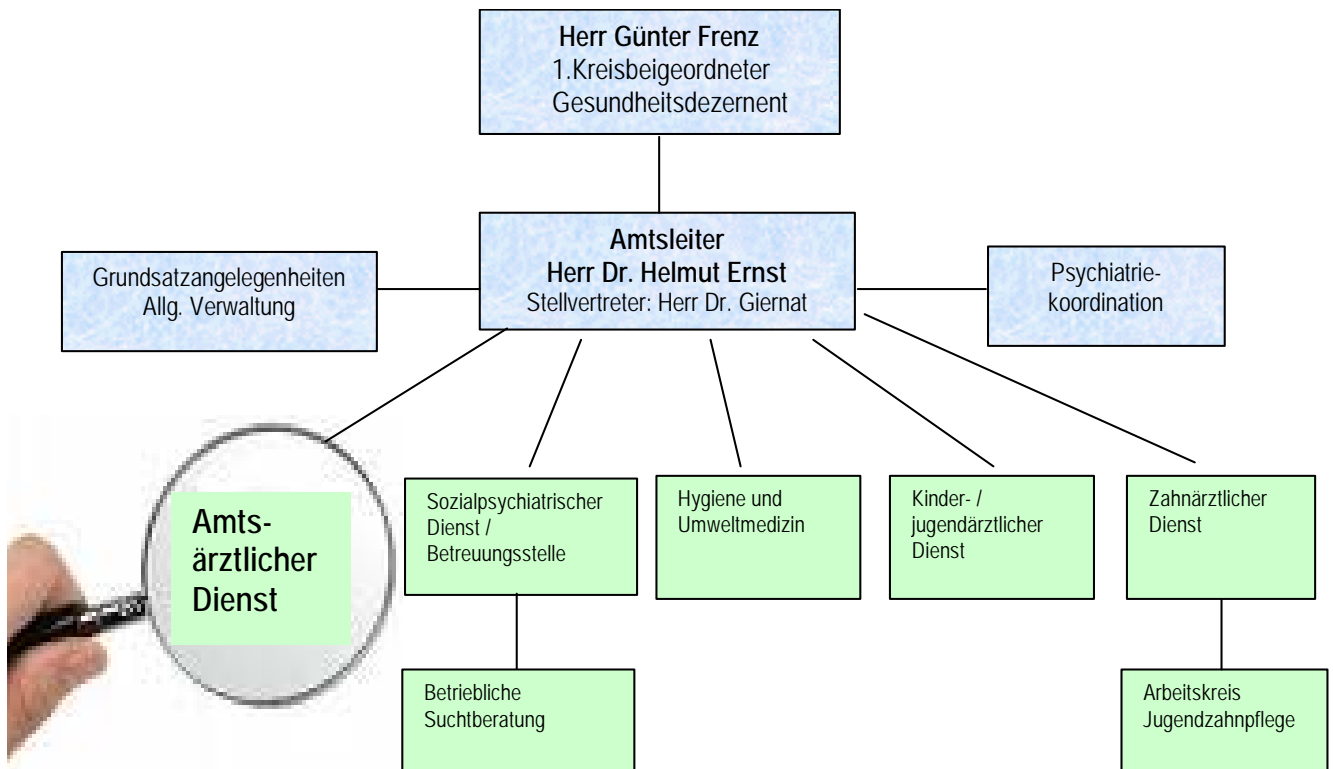 Herr Günter Frenz
1.Kreisbeigeordneter
Gesundheitsdezernent
Grundsatzangelegenheiten
Allg. Verwaltung
Amtsleiter
Herr Dr. Helmut Ernst
Stellvertreter: Herr Dr. Giernat
Psychiatrie-
koordination
Amts-
ärztlicher
Dienst
Sozialpsychiatrischer
Dienst /
Betreuungsstelle
Hygiene und
Umweltmedizin
Kinder- /
jugendärztlicher
Dienst
Zahnärztlicher
Dienst
Betriebliche
Suchtberatung
Arbeitskreis
Jugendzahnpflege